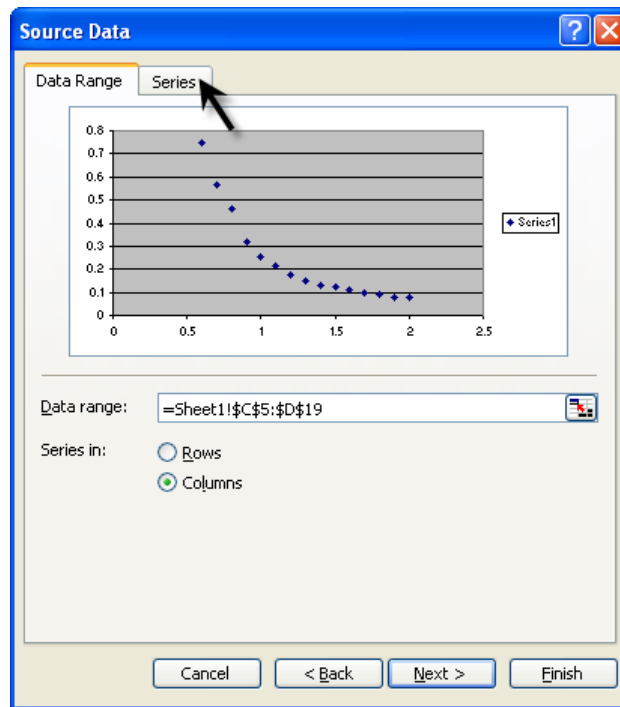 Source Data
?
Data Range Series
0.8
0.7
0.6
0.5
0.4
0.3
0.2
0.1
0
0 0.5 1 1.5 2 2.5
Series1
Data range: =Sheet1!$C$5:$D$19
Series in: Rows
Columns
Cancel < Back Next > Finish